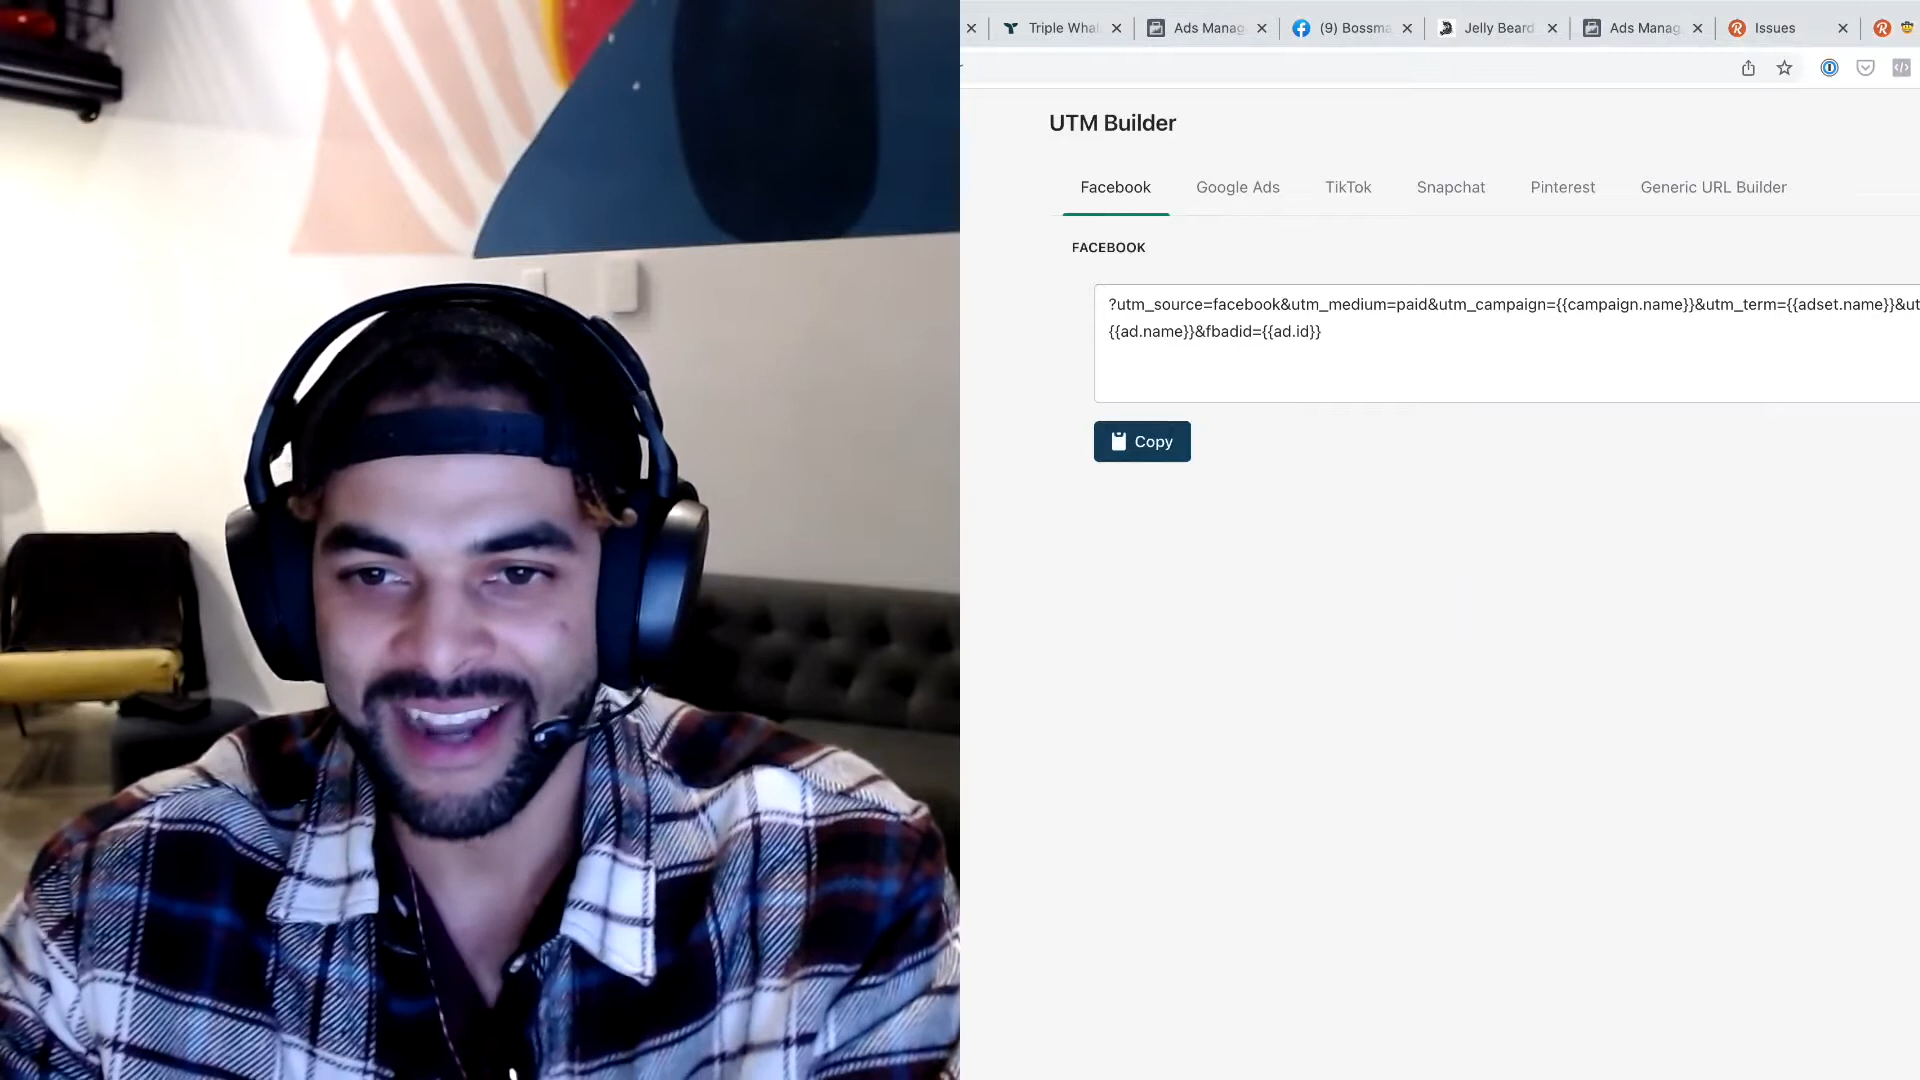 Triple Whal
Ads Manag
(9) Bossma
Jelly Beard
Ads Manag
Issues
UTM Builder
Facebook
Google Ads
TikTok
Snapchat
Pinterest
Generic URL Builder
FACEBOOK
?utm_source=facebook&utm_medium=paid&utm_campaign={{campaign.name}}&utm_term={{adset.name}}&ut
{{ad.name}}&fbadid={{ad.id}}
Copy